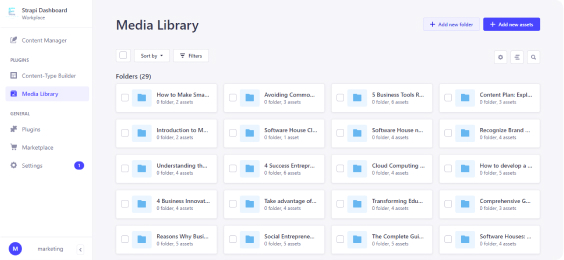 Strapi Dashboard
Workplace
Content Manager
PLUGINS
Content-Type Builder
Media Library
GENERAL
Plugins
Marketplace
Settings
1
M
marketing
Media Library
Add new folder
Add new assets
Sort by
Filters
Folders (29)
How to Make Sma...
0 folder, 2 assets
Avoiding Commo...
0 folder, 3 assets
5 Business Tools R...
0 folder, 6 assets
Content Plan: Expl...
0 folder, 3 assets
Introduction to M...
0 folder, 2 assets
Software House Cl...
0 folder, 1 asset
Software House n...
0 folder, 4 assets
Recognize Brand ...
0 folder, 4 assets
Understanding th...
0 folder, 4 assets
4 Success Entrepr...
0 folder, 6 assets
Cloud Computing ...
0 folder, 4 assets
How to develop a ...
0 folder, 5 assets
4 Business Innovat...
0 folder, 4 assets
Take advantage of...
0 folder, 4 assets
Transforming Edu...
0 folder, 4 assets
Comprehensive G...
0 folder, 3 assets
Reasons Why Busi...
0 folder, 5 assets
Social Entreprene...
0 folder, 5 assets
The Complete Gui...
0 folder, 5 assets
Software Houses: ...
0 folder, 4 assets